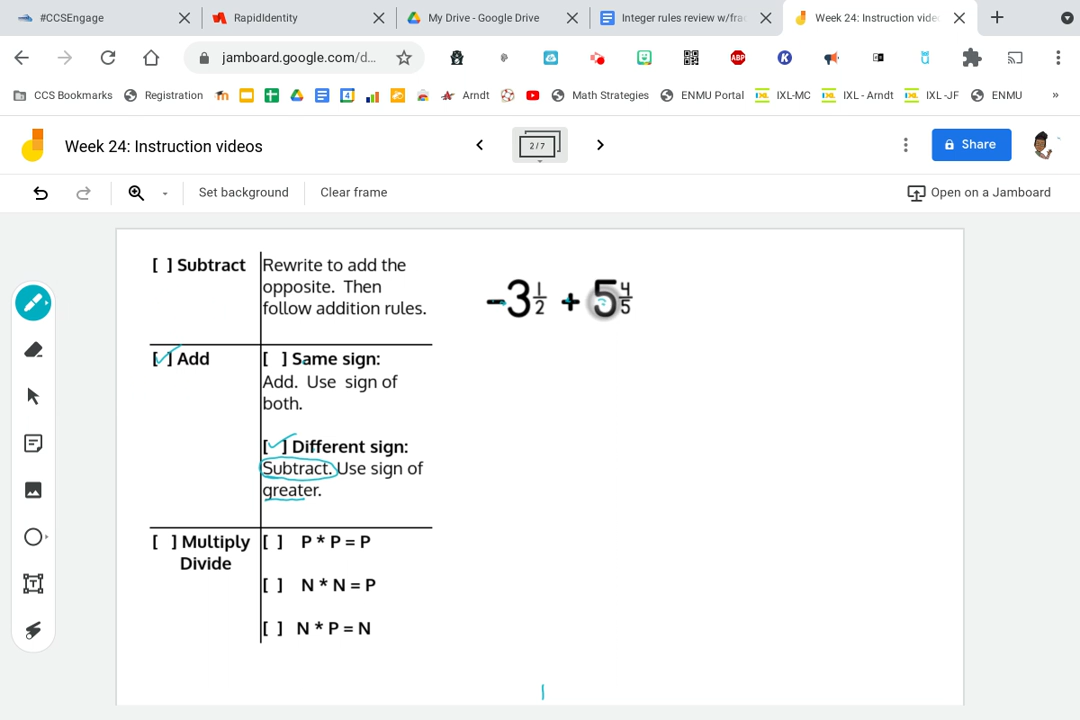 #CCSEngage
RapidIdentity
My Drive - Google Drive
Integer rules review w/fra
Week 24: Instruction vide
jamboard.google.com/d...
CCS Bookmarks
Registration
Arndt
Math Strategies
ENMU Portal
IXL-MC
IXL - Arndt
IXL -JF
ENMU
»
Week 24: Instruction videos
2/7
Share
Set background
Clear frame
Open on a Jamboard
[ ] Subtract
Rewrite to add the
opposite. Then
follow addition rules.
-3 1/2 + 5 4/5
[ ] Add
[ ] Same sign:
Add. Use sign of
both.
[ ] Different sign:
Subtract. Use sign of
greater.
[ ] Multiply
Divide
[ ] P * P = P
[ ] N * N = P
[ ] N * P = N